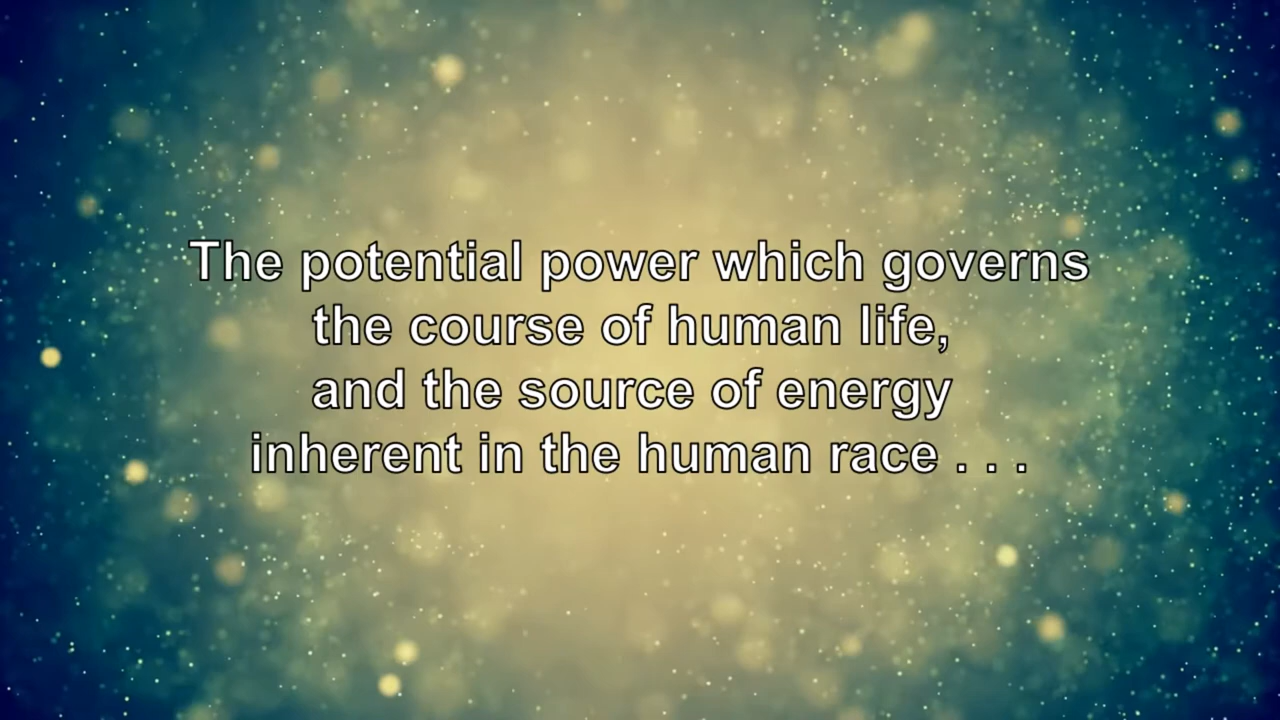 The potential power which governs
the course of human life,
and the source of energy
inherent in the human race . . .